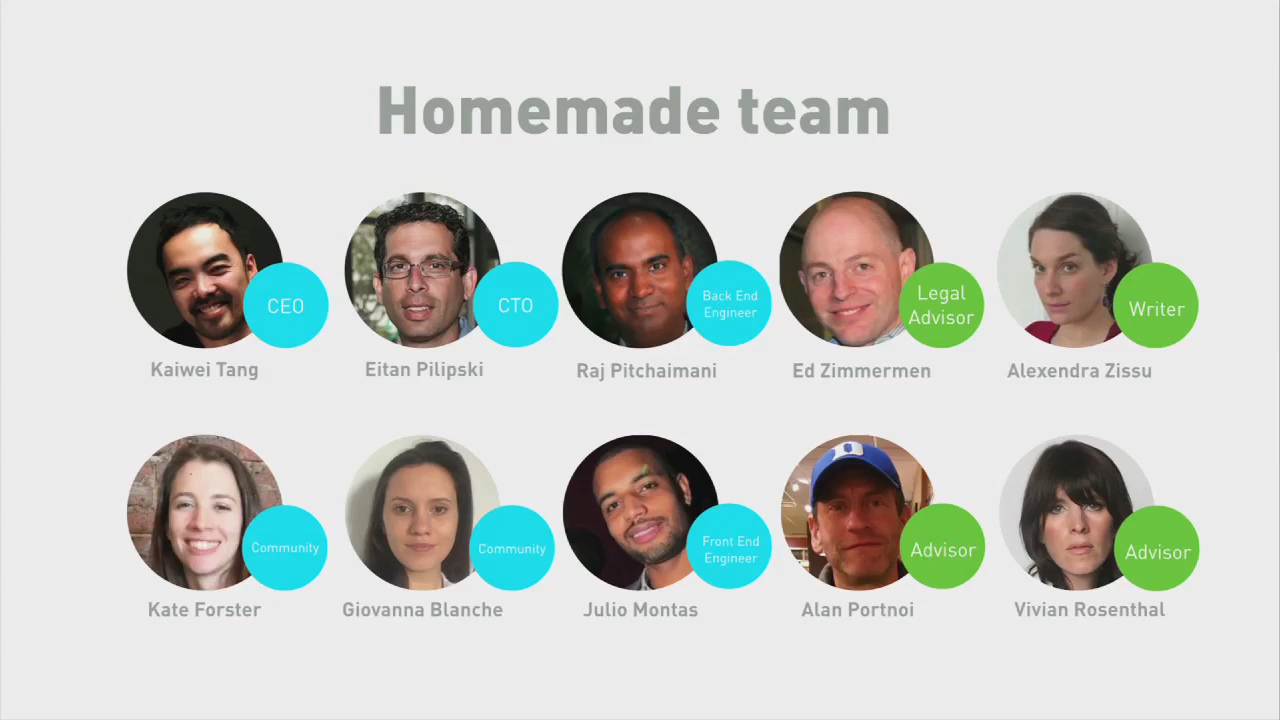 Homemade team
CEO
CTO
Back End
Engineer
Legal
Advisor
Writer
Kaiwei Tang
Eitan Pilipski
Raj Pitchaimani
Ed Zimmermen
Alexendra Zissu
D
Community
Community
Front End
Engineer
Advisor
Advisor
Kate Forster
Giovanna Blanche
Julio Montas
Alan Portnoi
Vivian Rosenthal